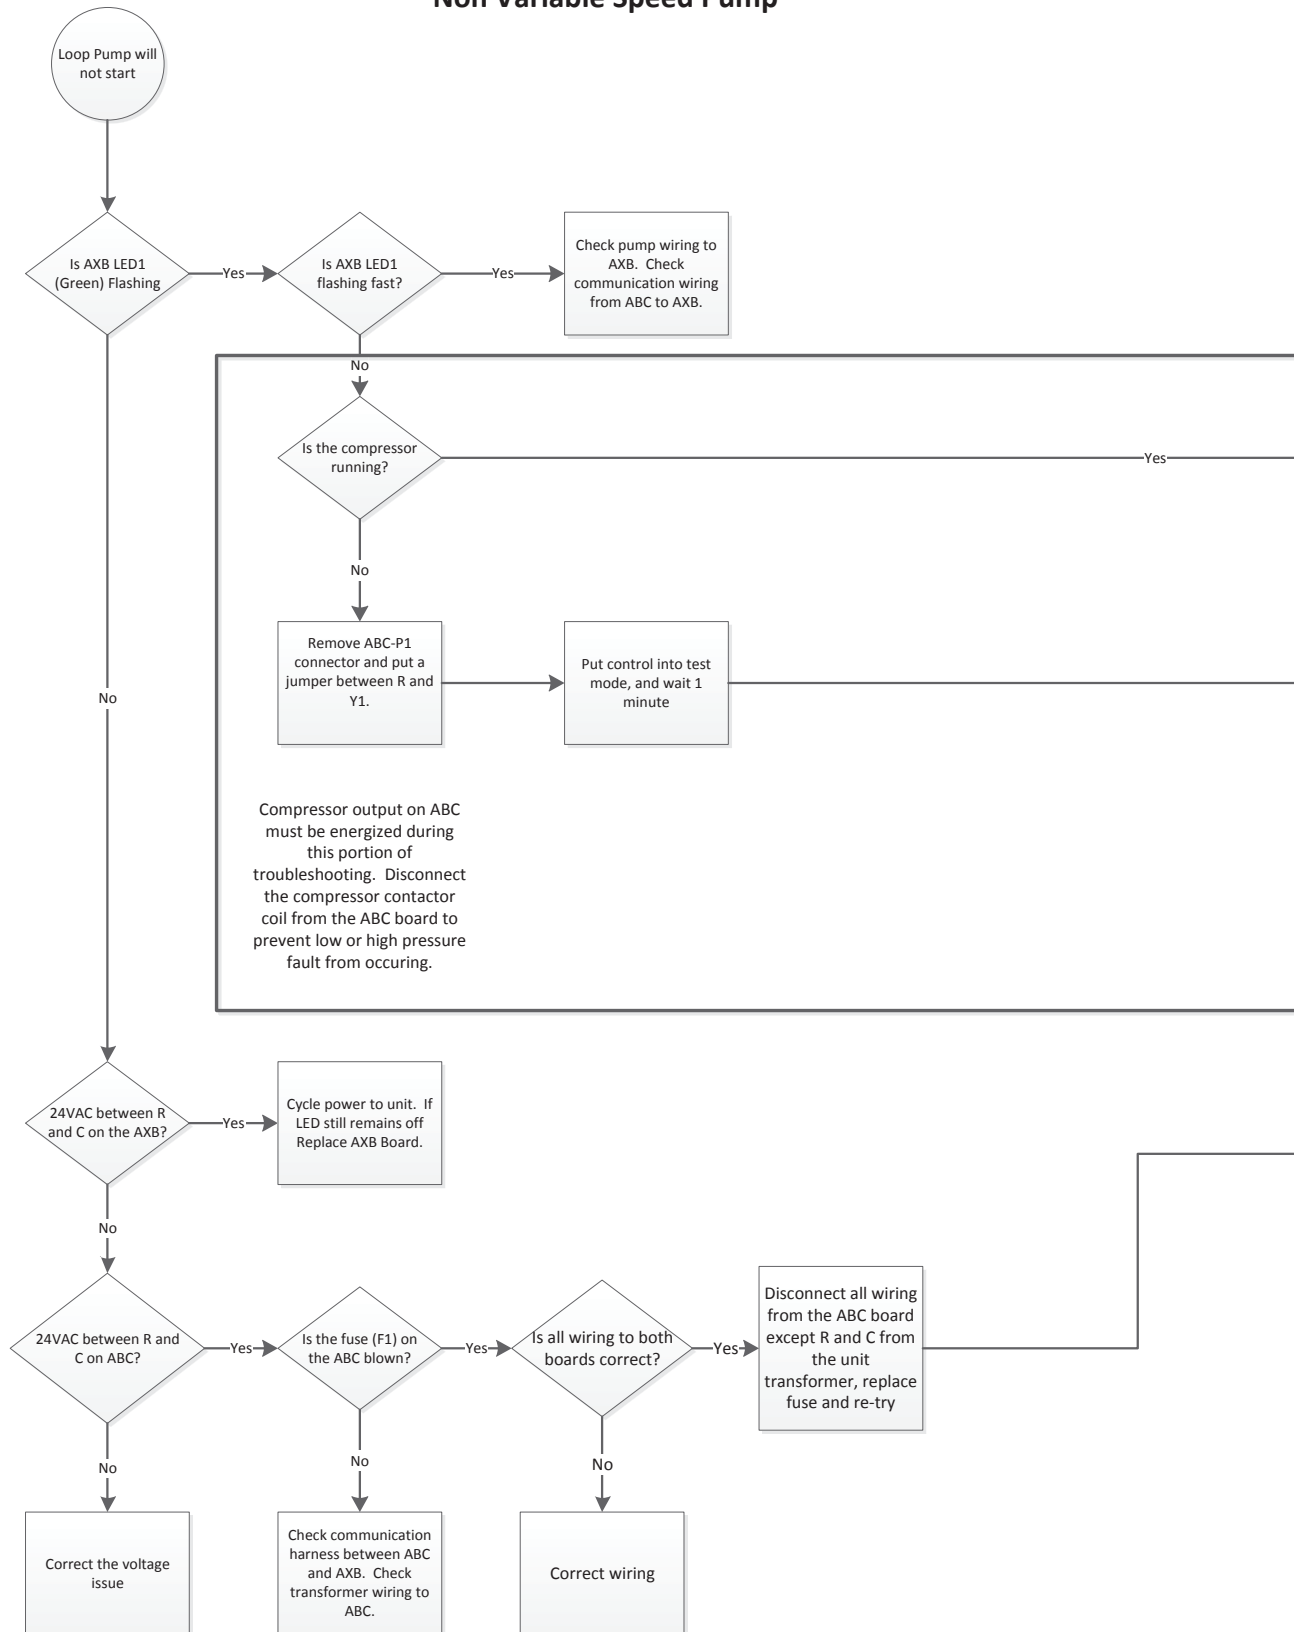 Non Variable Speed Pump
Loop Pump will
not start
Is AXB LED1
(Green) Flashing
Yes
Is AXB LED1
flashing fast?
Yes
Check pump wiring to
AXB. Check
communication wiring
from ABC to AXB.
No
Is the compressor
running?
Yes
No
Remove ABC-P1
connector and put a
jumper between R and
Y1.
Put control into test
mode, and wait 1
minute
No
Compressor output on ABC
must be energized during
this portion of
troubleshooting. Disconnect
the compressor contactor
coil from the ABC board to
prevent low or high pressure
fault from occuring.
24VAC between R
and C on the AXB?
Yes
Cycle power to unit. If
LED still remains off
Replace AXB Board.
No
24VAC between R and
C on ABC?
Yes
Is the fuse (F1) on
the ABC blown?
Yes
Is all wiring to both
boards correct?
Yes
Disconnect all wiring
from the ABC board
except R and C from
the unit
transformer, replace
fuse and re-try
No
No
No
Correct the voltage
issue
Check communication
harness between ABC
and AXB. Check
transformer wiring to
ABC.
Correct wiring